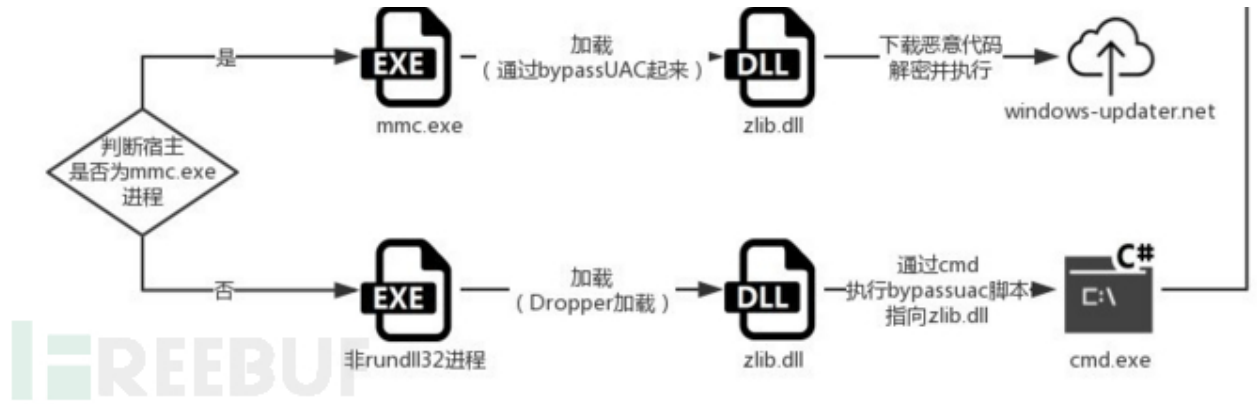 是
EXE
加载
（通过bypassUAC起来）
DLL
下载恶意代码
解密并执行
mmc.exe
zlib.dll
windows-updater.net
判断宿主
是否为mmc.exe
进程
否
EXE
加载
（Dropper加载）
DLL
通过cmd
执行bypassuac脚本
指向zlib.dll
C#
C:\
非rundll32进程
zlib.dll
cmd.exe
FREEBUF